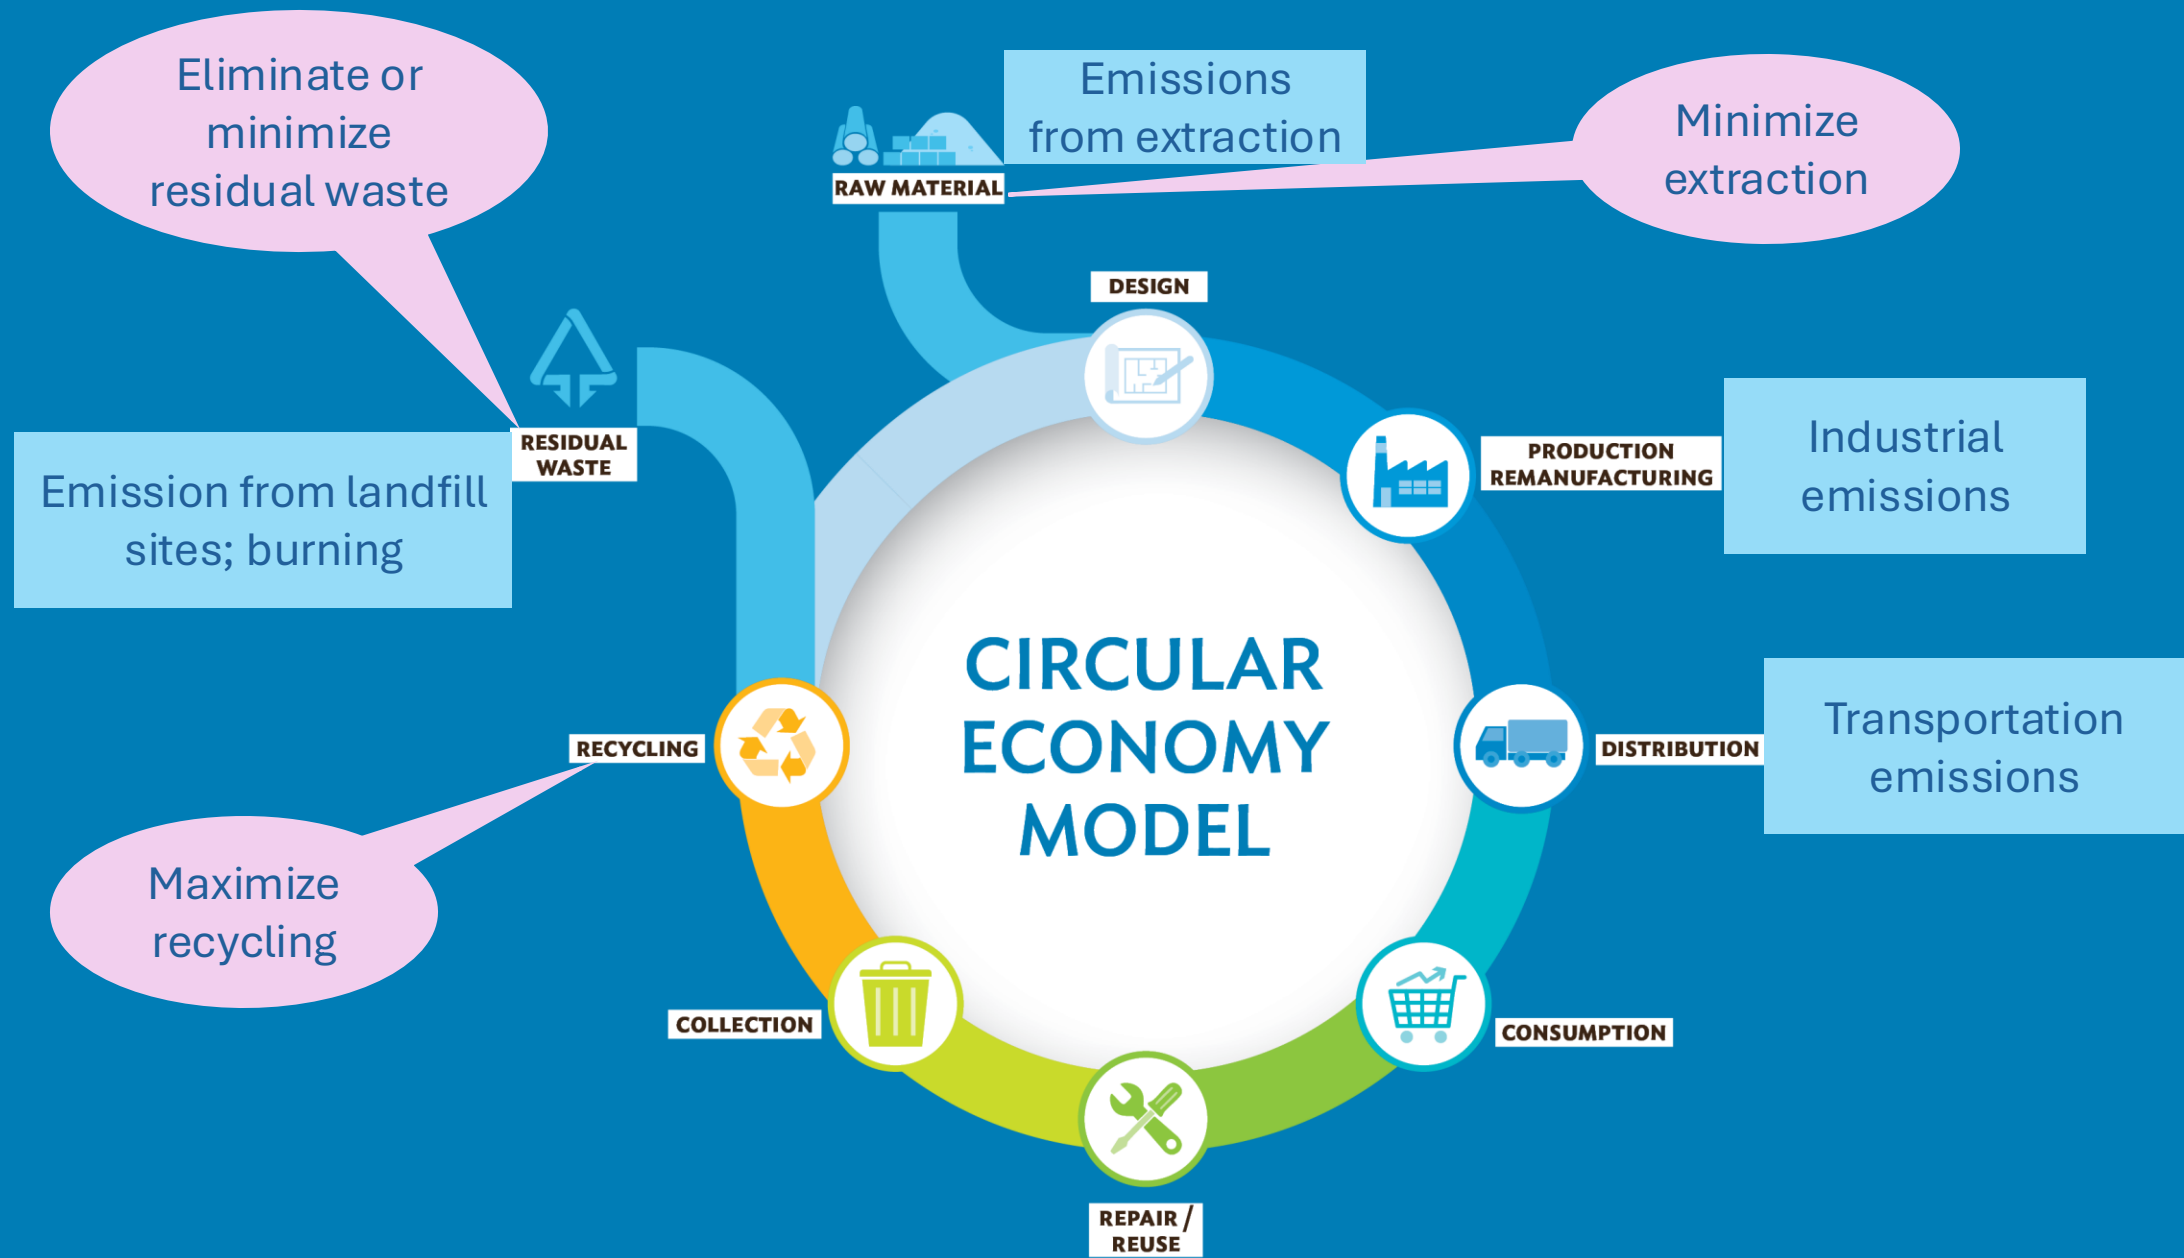 Eliminate or
minimize
residual waste
Emissions
from extraction
Minimize
extraction
RAW MATERIAL
DESIGN
RESIDUAL
WASTE
Emission from landfill
sites; burning
PRODUCTION
REMANUFACTURING
Industrial
emissions
CIRCULAR
ECONOMY
MODEL
RECYCLING
DISTRIBUTION
Transportation
emissions
Maximize
recycling
COLLECTION
CONSUMPTION
REPAIR /
REUSE